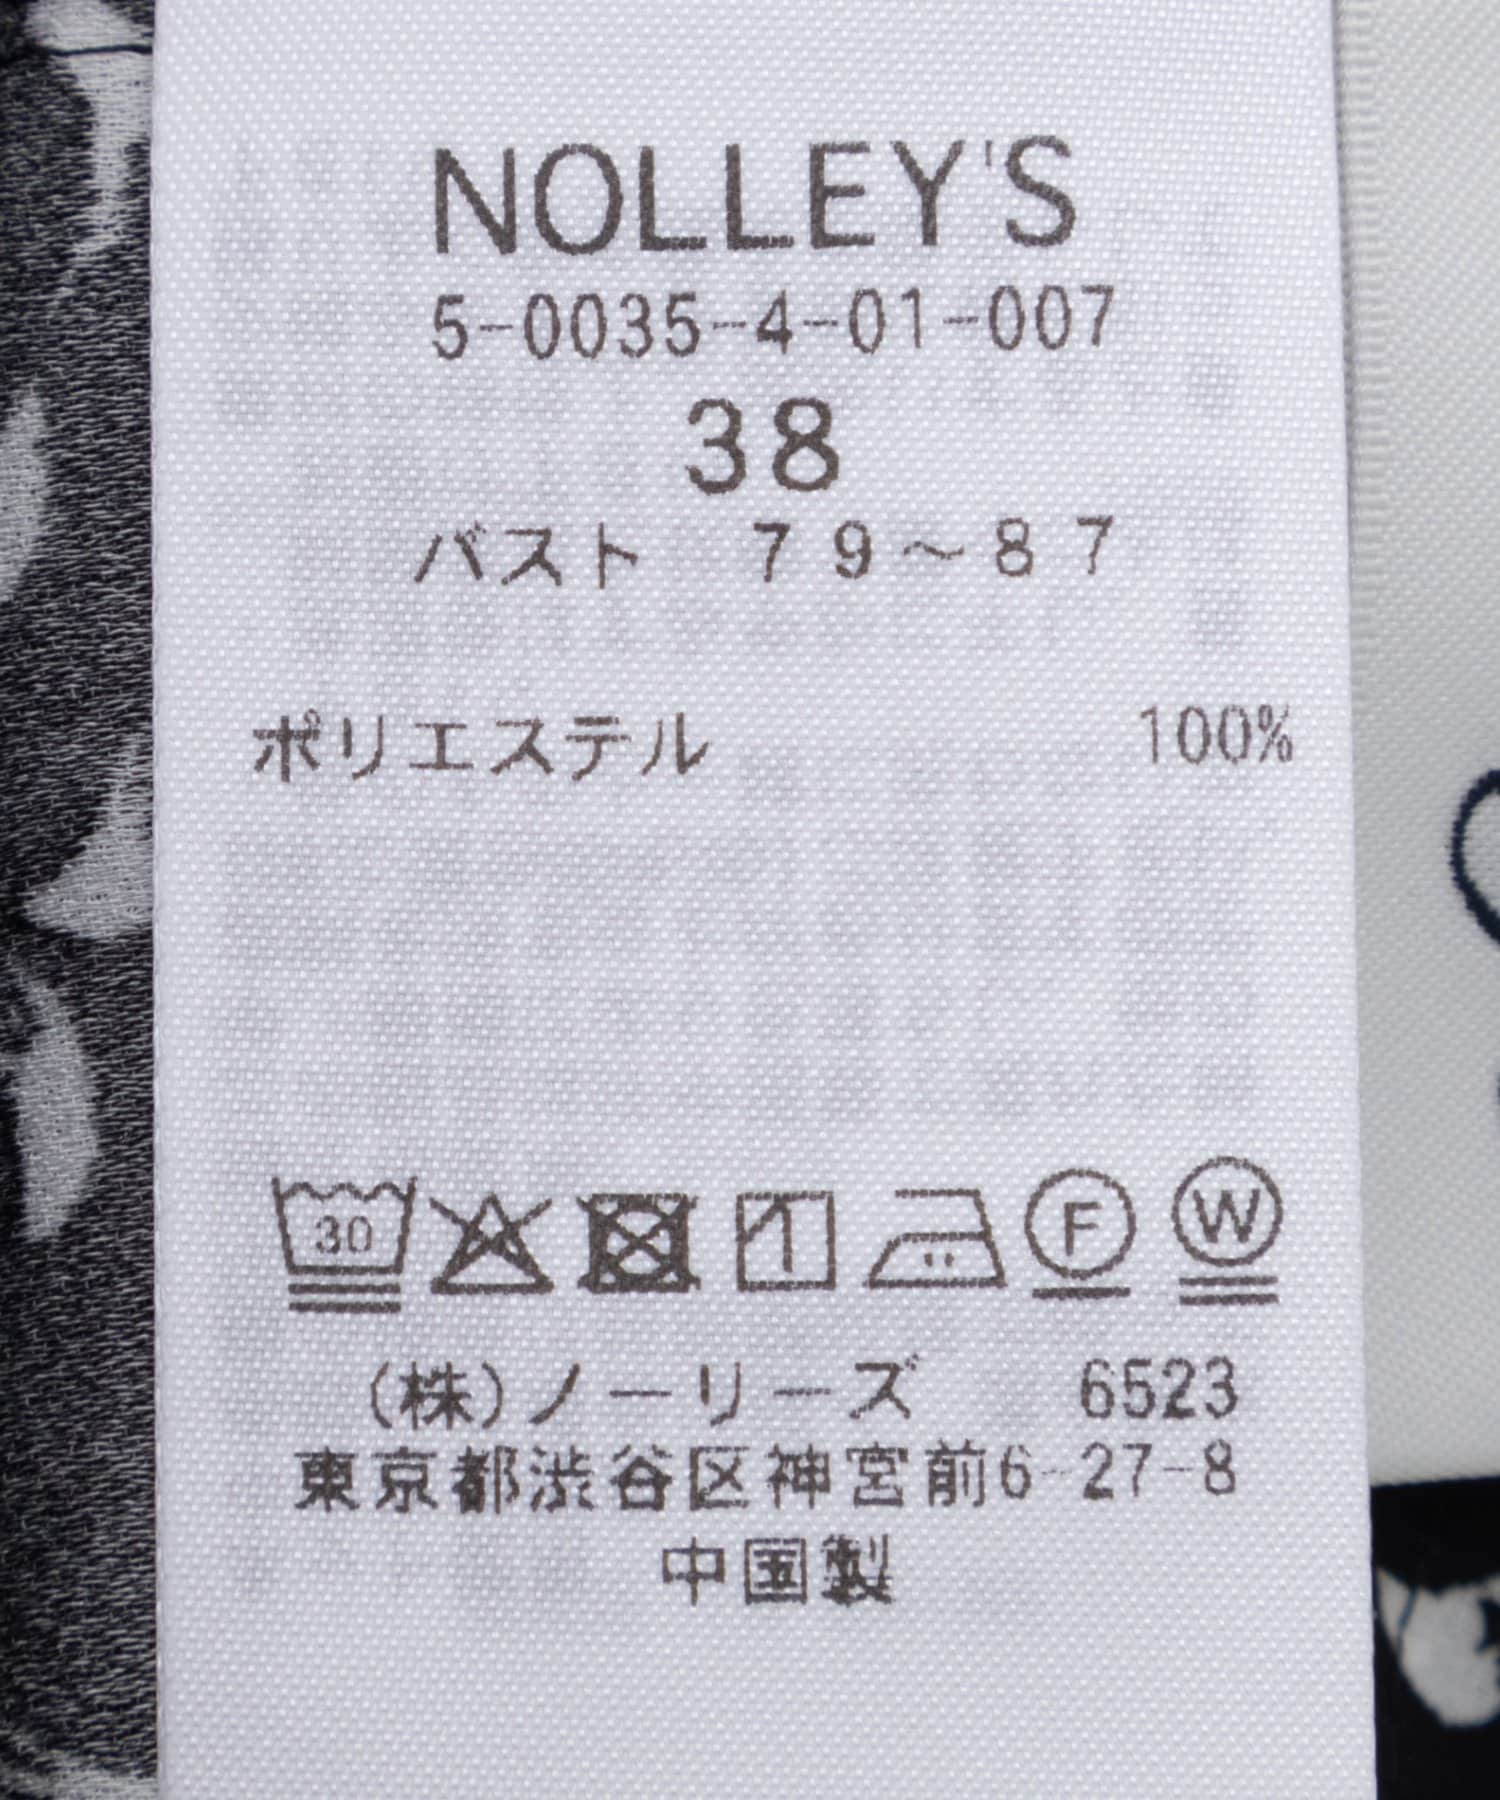 NOLLEY'S
5-0035-4-01-007
38
バスト 79～87
ポリエステル 100%
30 F W
(株)ノーリーズ 6523
東京都渋谷区神宮前6-27-8
中国製